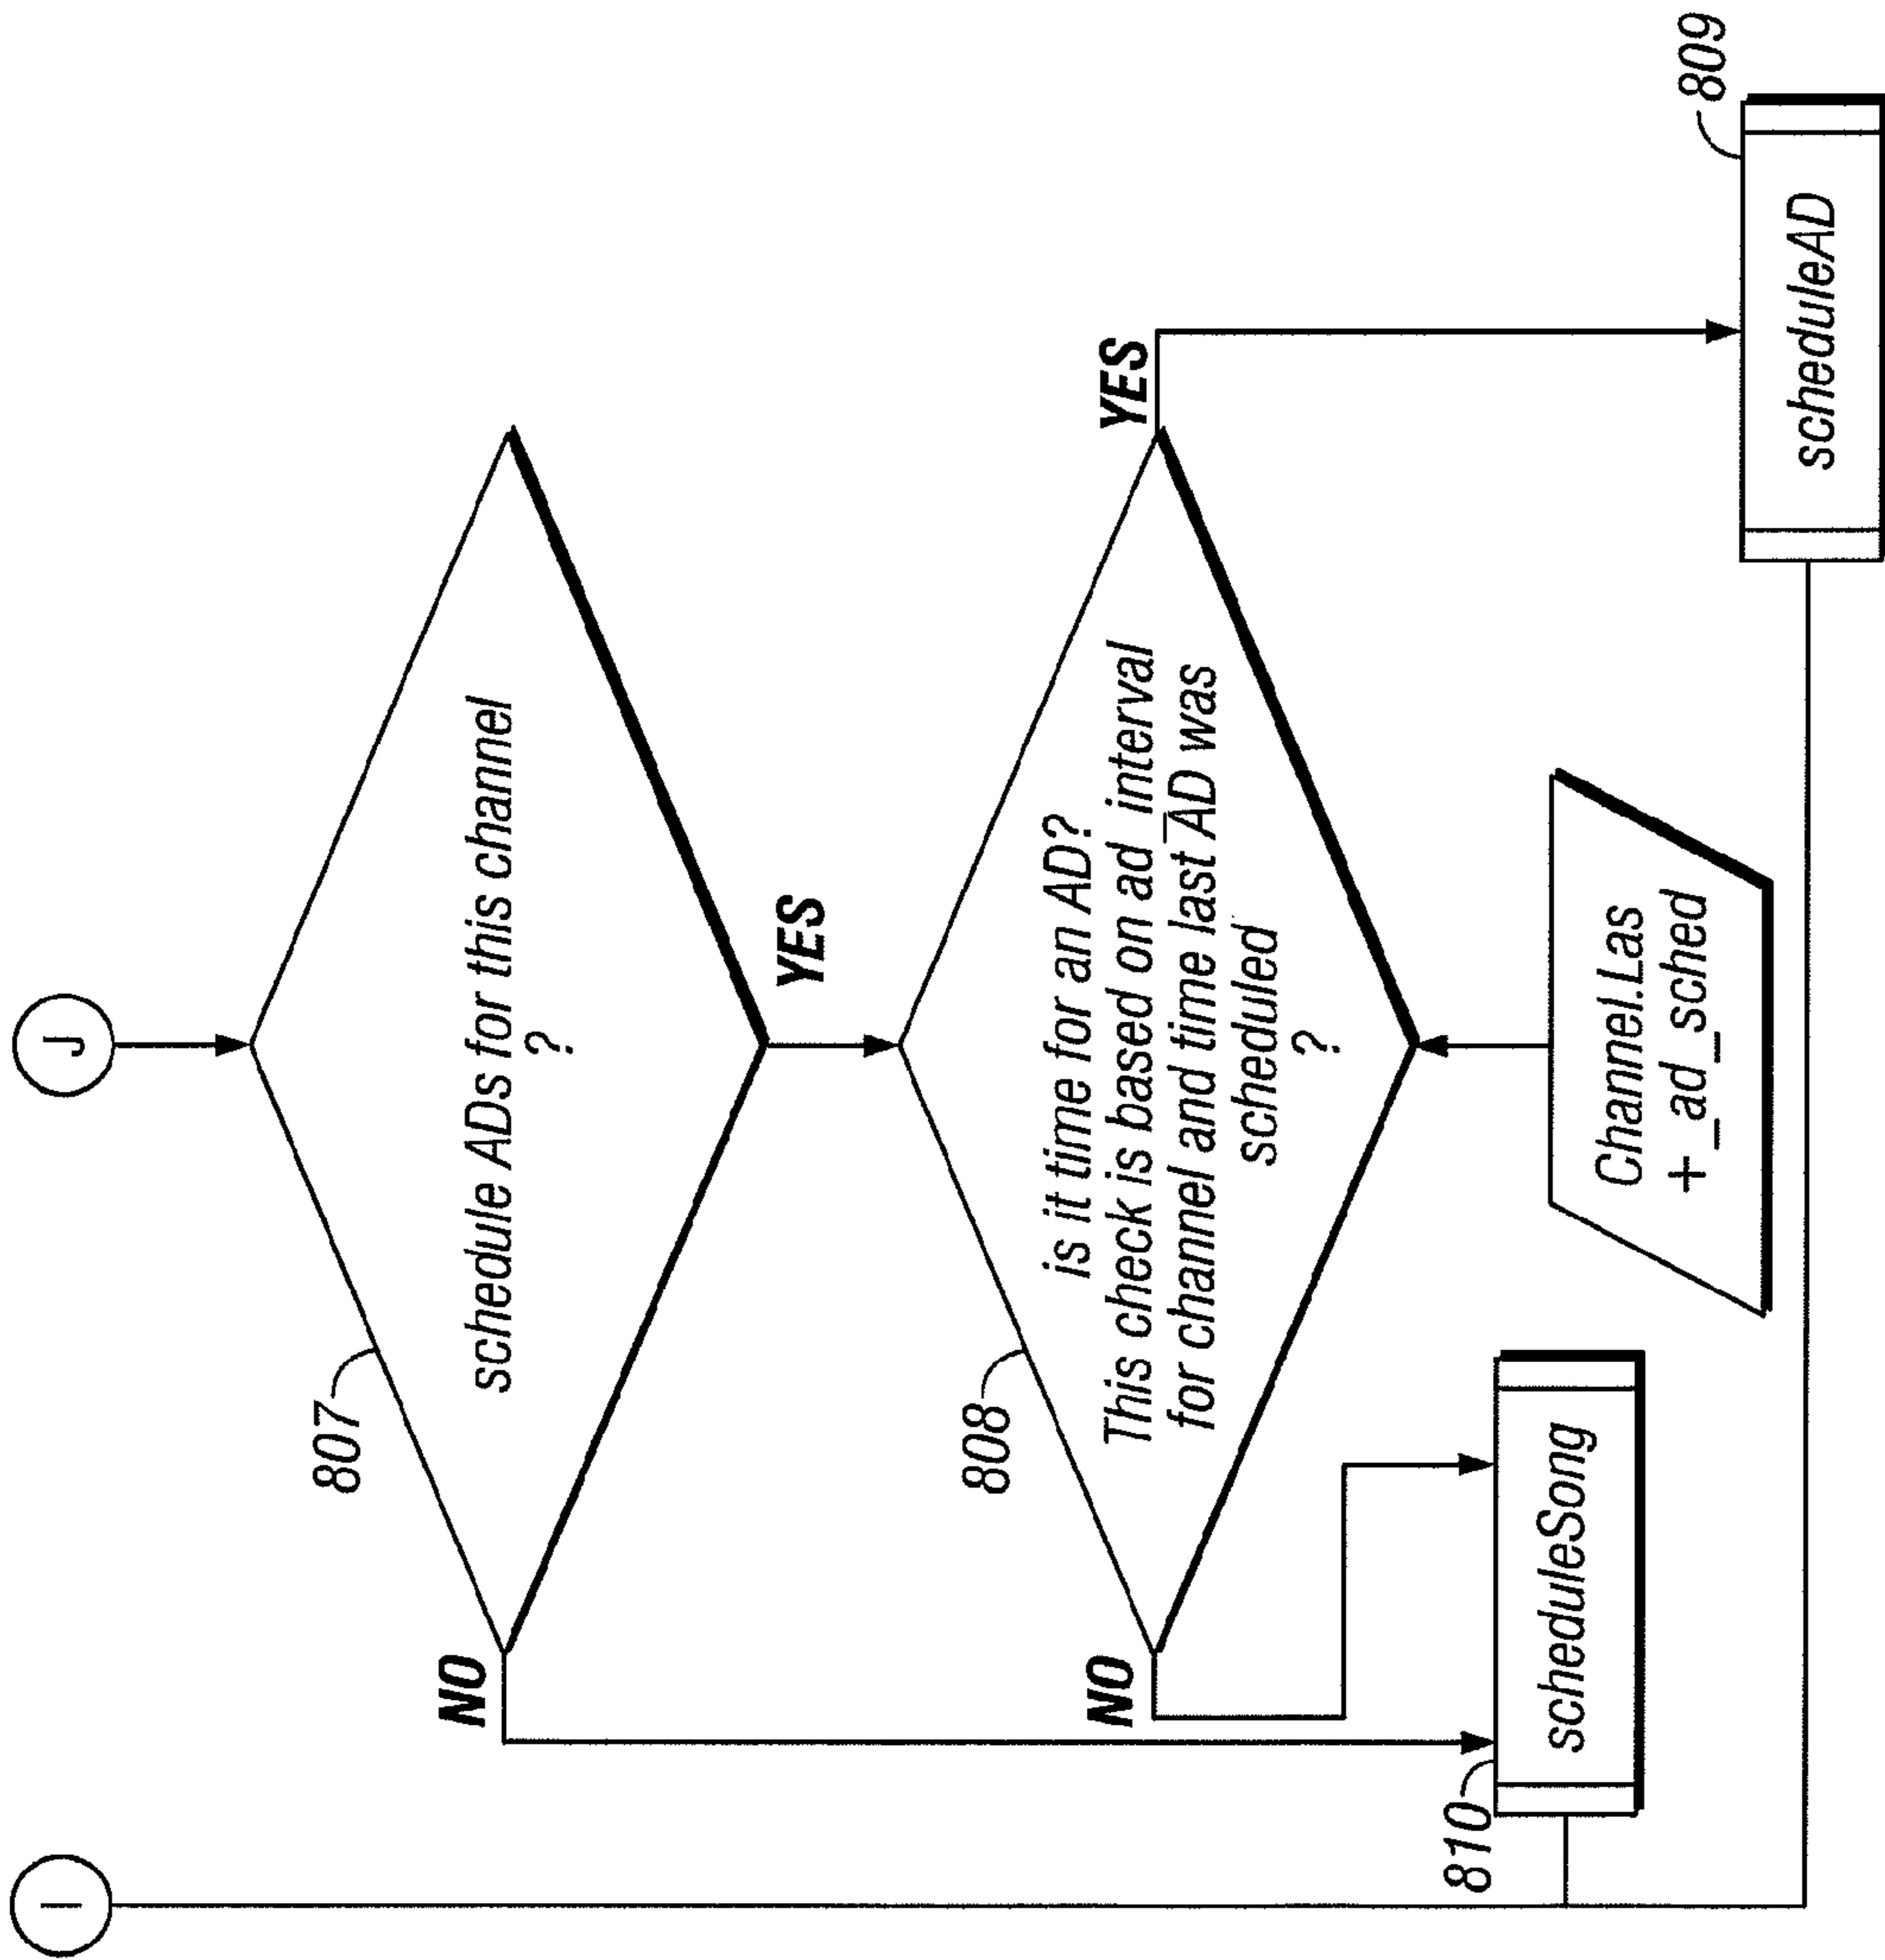 I
J
807
schedule ADs for this channel
?
NO
YES
808
is it time for an AD?
This check is based on ad_interval
for channel and time last AD was
scheduled
?
NO
YES
810
scheduleSong
Channel.Las
+_ad_sched
809
scheduleAD